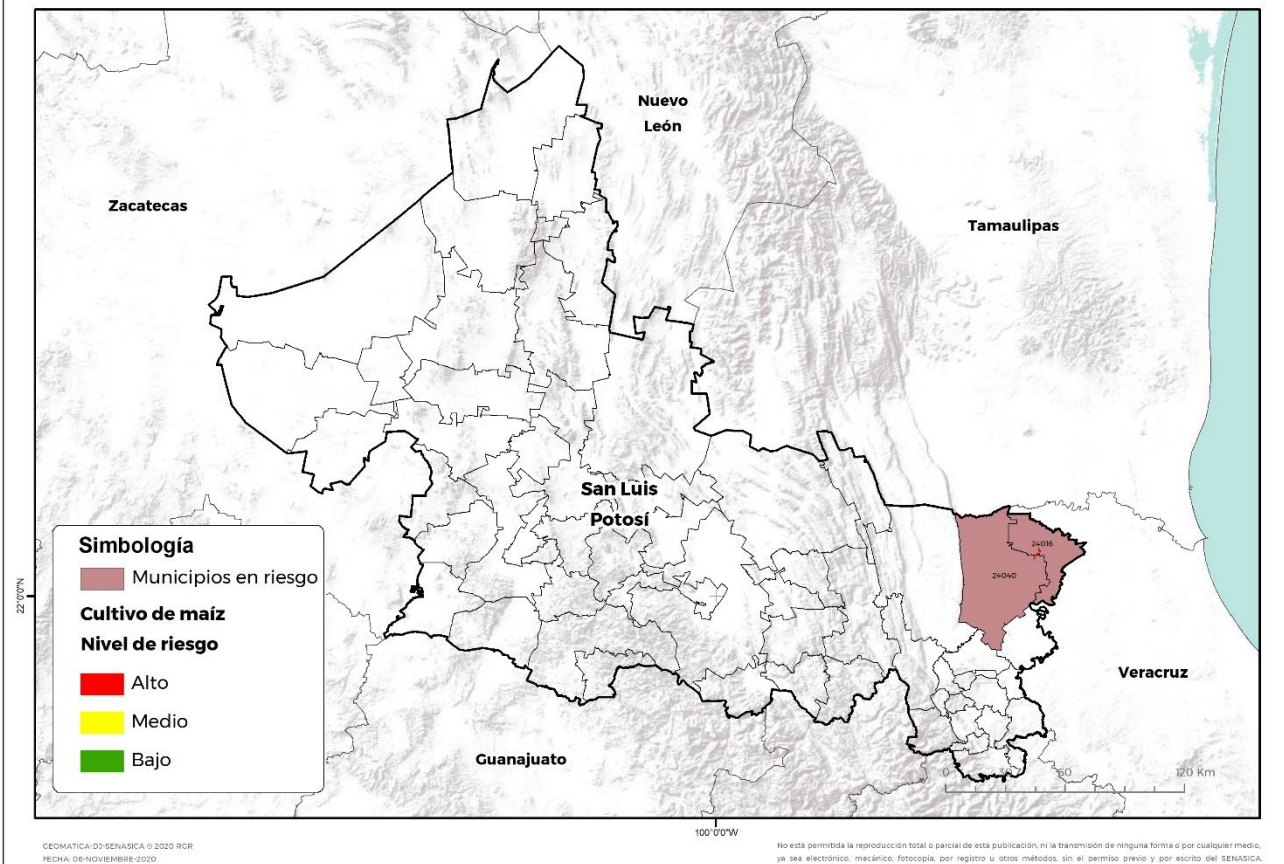 Nuevo
León
Zacatecas
Tamaulipas
San Luis
Potosí
24016
24040
Simbología
Municipios en riesgo
Cultivo de maíz
Nivel de riesgo
Alto
Medio
Bajo
Veracruz
Guanajuato
0 30 60 120 Km
22°0'0"N
100°0'0"W
GEOMATICA-DJ-SENASICA © 2020 RGR
FECHA: 06-NOVIEMBRE-2020
No está permitida la reproducción total o parcial de esta publicación, ni la transmisión de ninguna forma o por cualquier medio,
ya sea electrónico, mecánico, fotocopia, por registro u otros métodos, sin el permiso previo y por escrito del SENASICA.